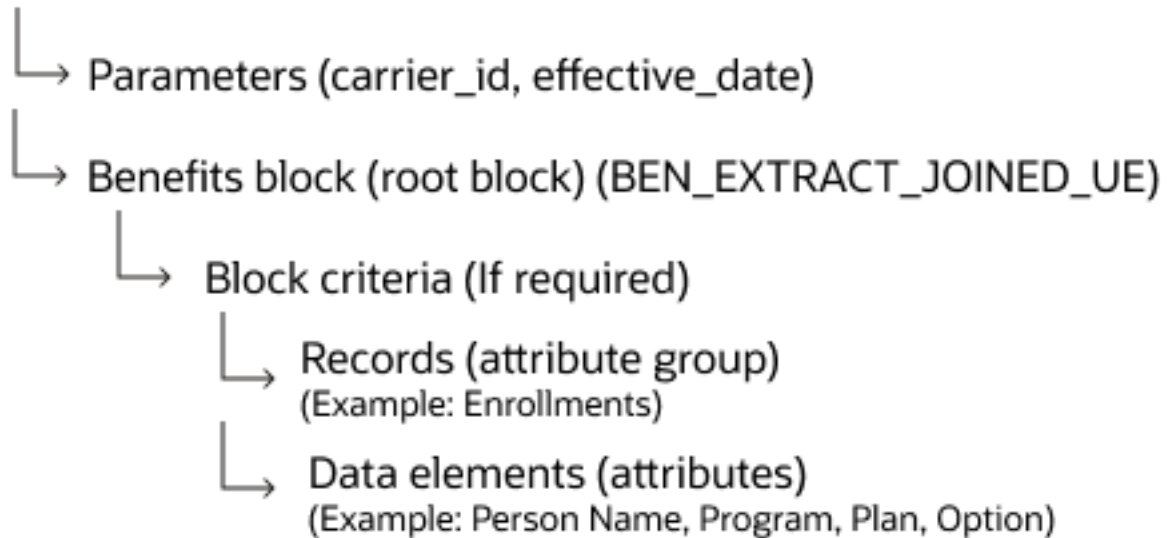 Parameters (carrier_id, effective_date)
Benefits block (root block) (BEN_EXTRACT_JOINED_UE)
Block criteria (If required)
Records (attribute group)
(Example: Enrollments)
Data elements (attributes)
(Example: Person Name, Program, Plan, Option)